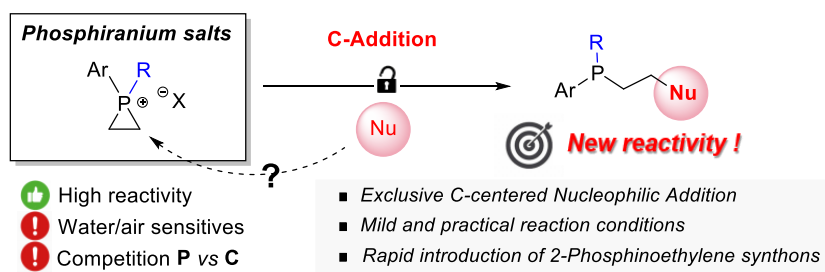 Phosphiranium salts
Ar R
P ⊕ ⊖ X
C-Addition
Nu
?
R
P
Ar Nu
New reactivity !
High reactivity
Water/air sensitives
Competition P vs C
▪ Exclusive C-centered Nucleophilic Addition
▪ Mild and practical reaction conditions
▪ Rapid introduction of 2-Phosphinoethylene synthons